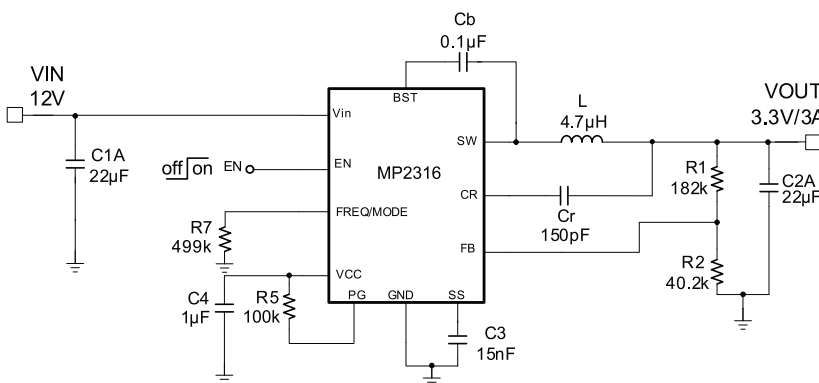 Cb
0.1µF
VIN
12V
BST
L
4.7µH
VOUT
3.3V/3A
Vin
SW
C1A
22µF
off on EN
EN
MP2316
R1
182k
C2A
22µF
CR
Cr
150pF
FREQ/MODE
R7
499k
FB
R2
40.2k
VCC
C4
1µF
R5
100k
PG
GND
SS
C3
15nF